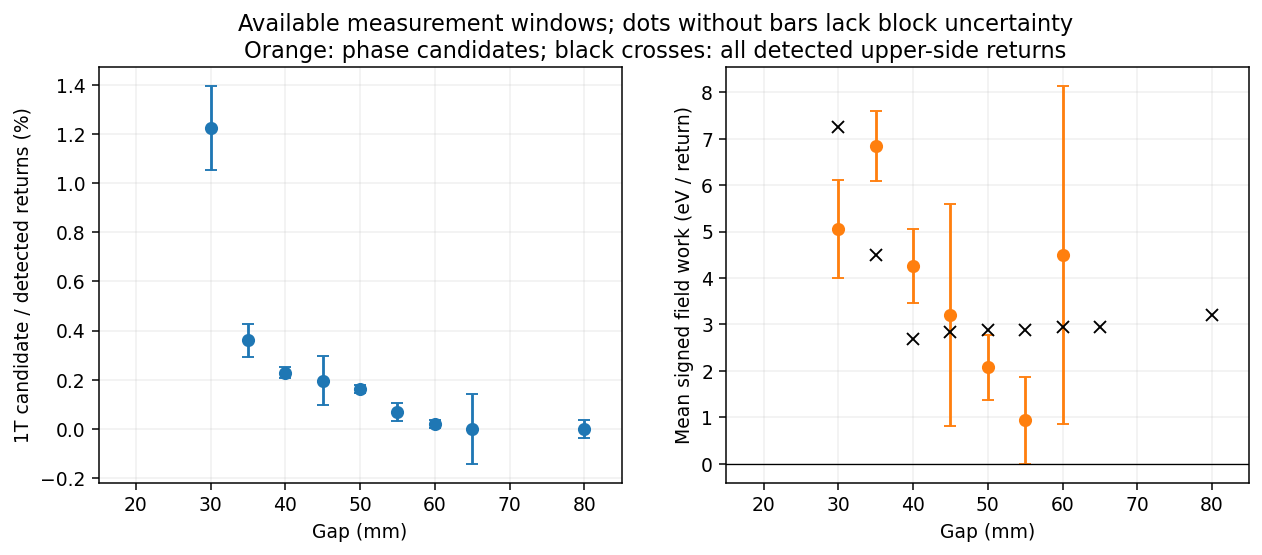 Available measurement windows; dots without bars lack block uncertainty
Orange: phase candidates; black crosses: all detected upper-side returns
1T candidate / detected returns (%)
1.4
1.2
1.0
0.8
0.6
0.4
0.2
0.0
−0.2
20 30 40 50 60 70 80
Gap (mm)
Mean signed field work (eV / return)
8
7
6
5
4
3
2
1
0
20 30 40 50 60 70 80
Gap (mm)